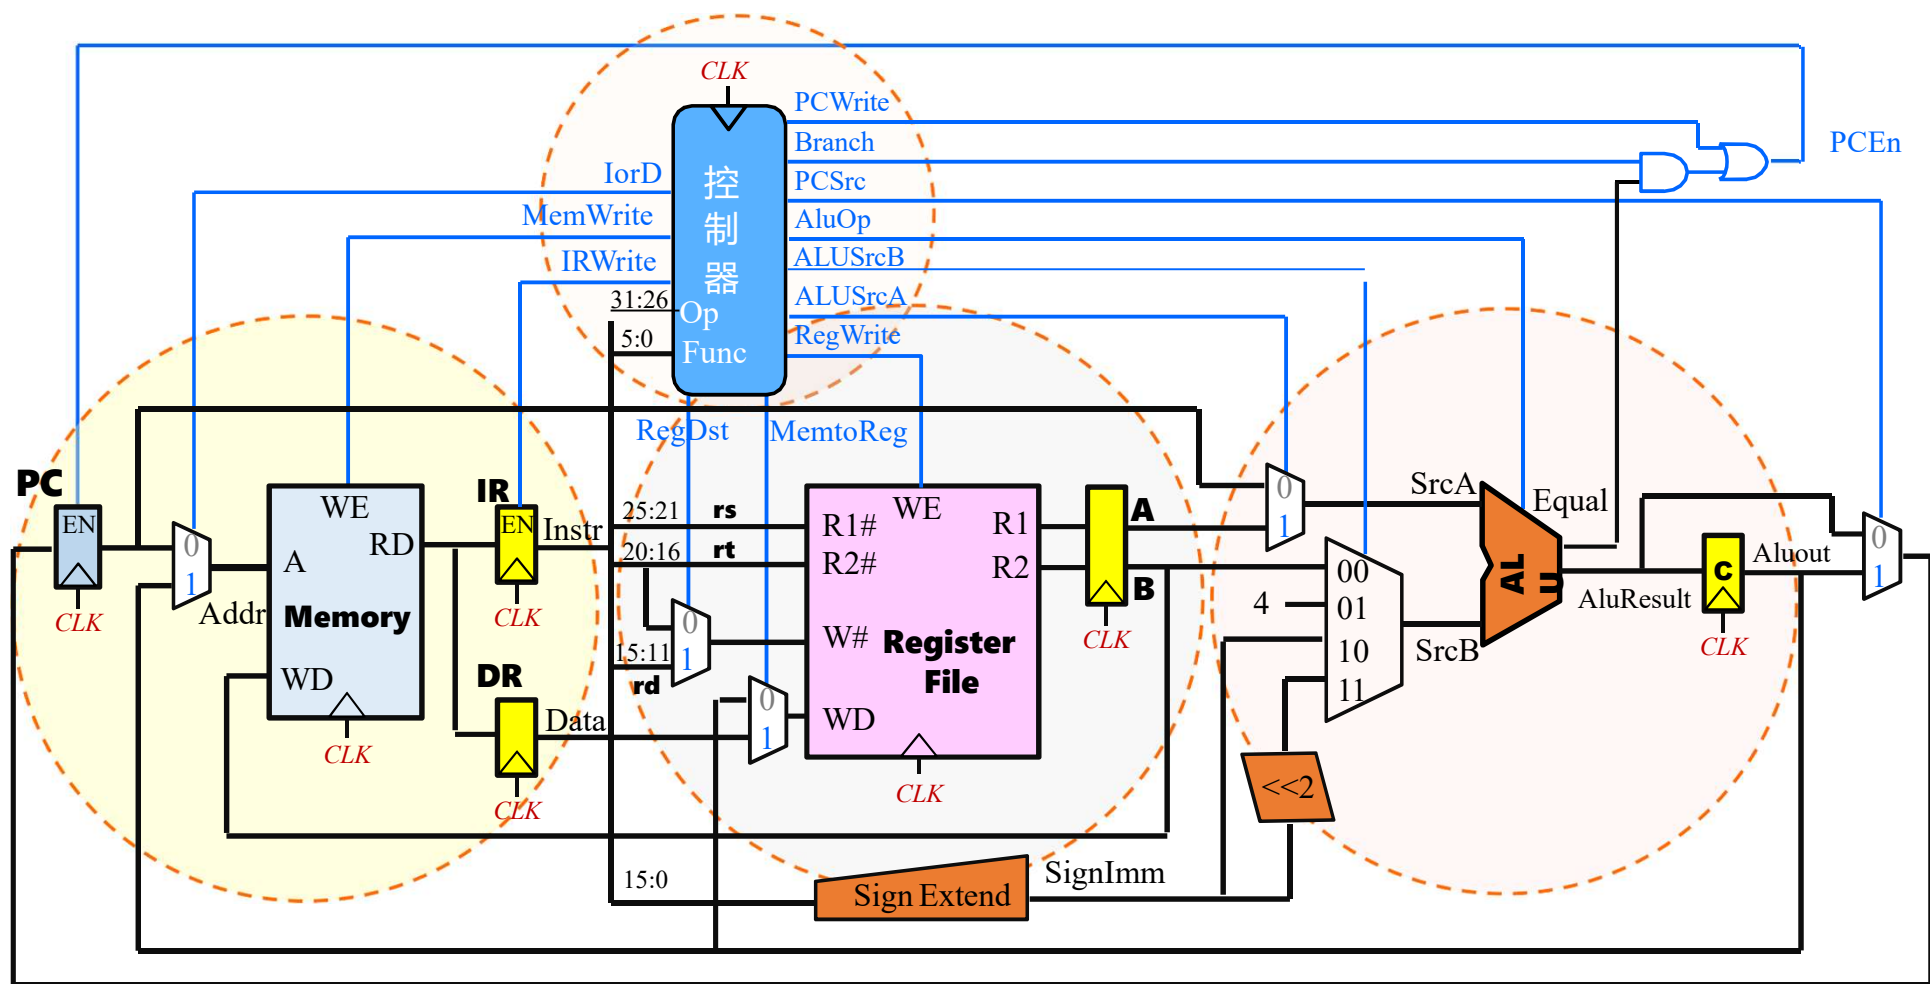 CLK
PCWrite
Branch
PCEn
PCSrc
IorD
控
制
器
MemWrite
AluOp
IRWrite
ALUSrcB
31:26
Op
ALUSrcA
5:0
Func
RegWrite
RegDst
MemtoReg
PC
EN
CLK
0
1
Addr
WE
RD
A
Memory
WD
CLK
IR
EN
Instr
CLK
DR
Data
CLK
25:21
rs
20:16
rt
0
1
15:11
rd
0
1
WE
R1#
R1
R2#
R2
W#
Register
File
WD
CLK
A
B
CLK
0
1
00
4
01
10
11
<<2
SrcA
SrcB
Equal
AL
U
AluResult
C
CLK
Aluout
0
1
15:0
Sign Extend
SignImm